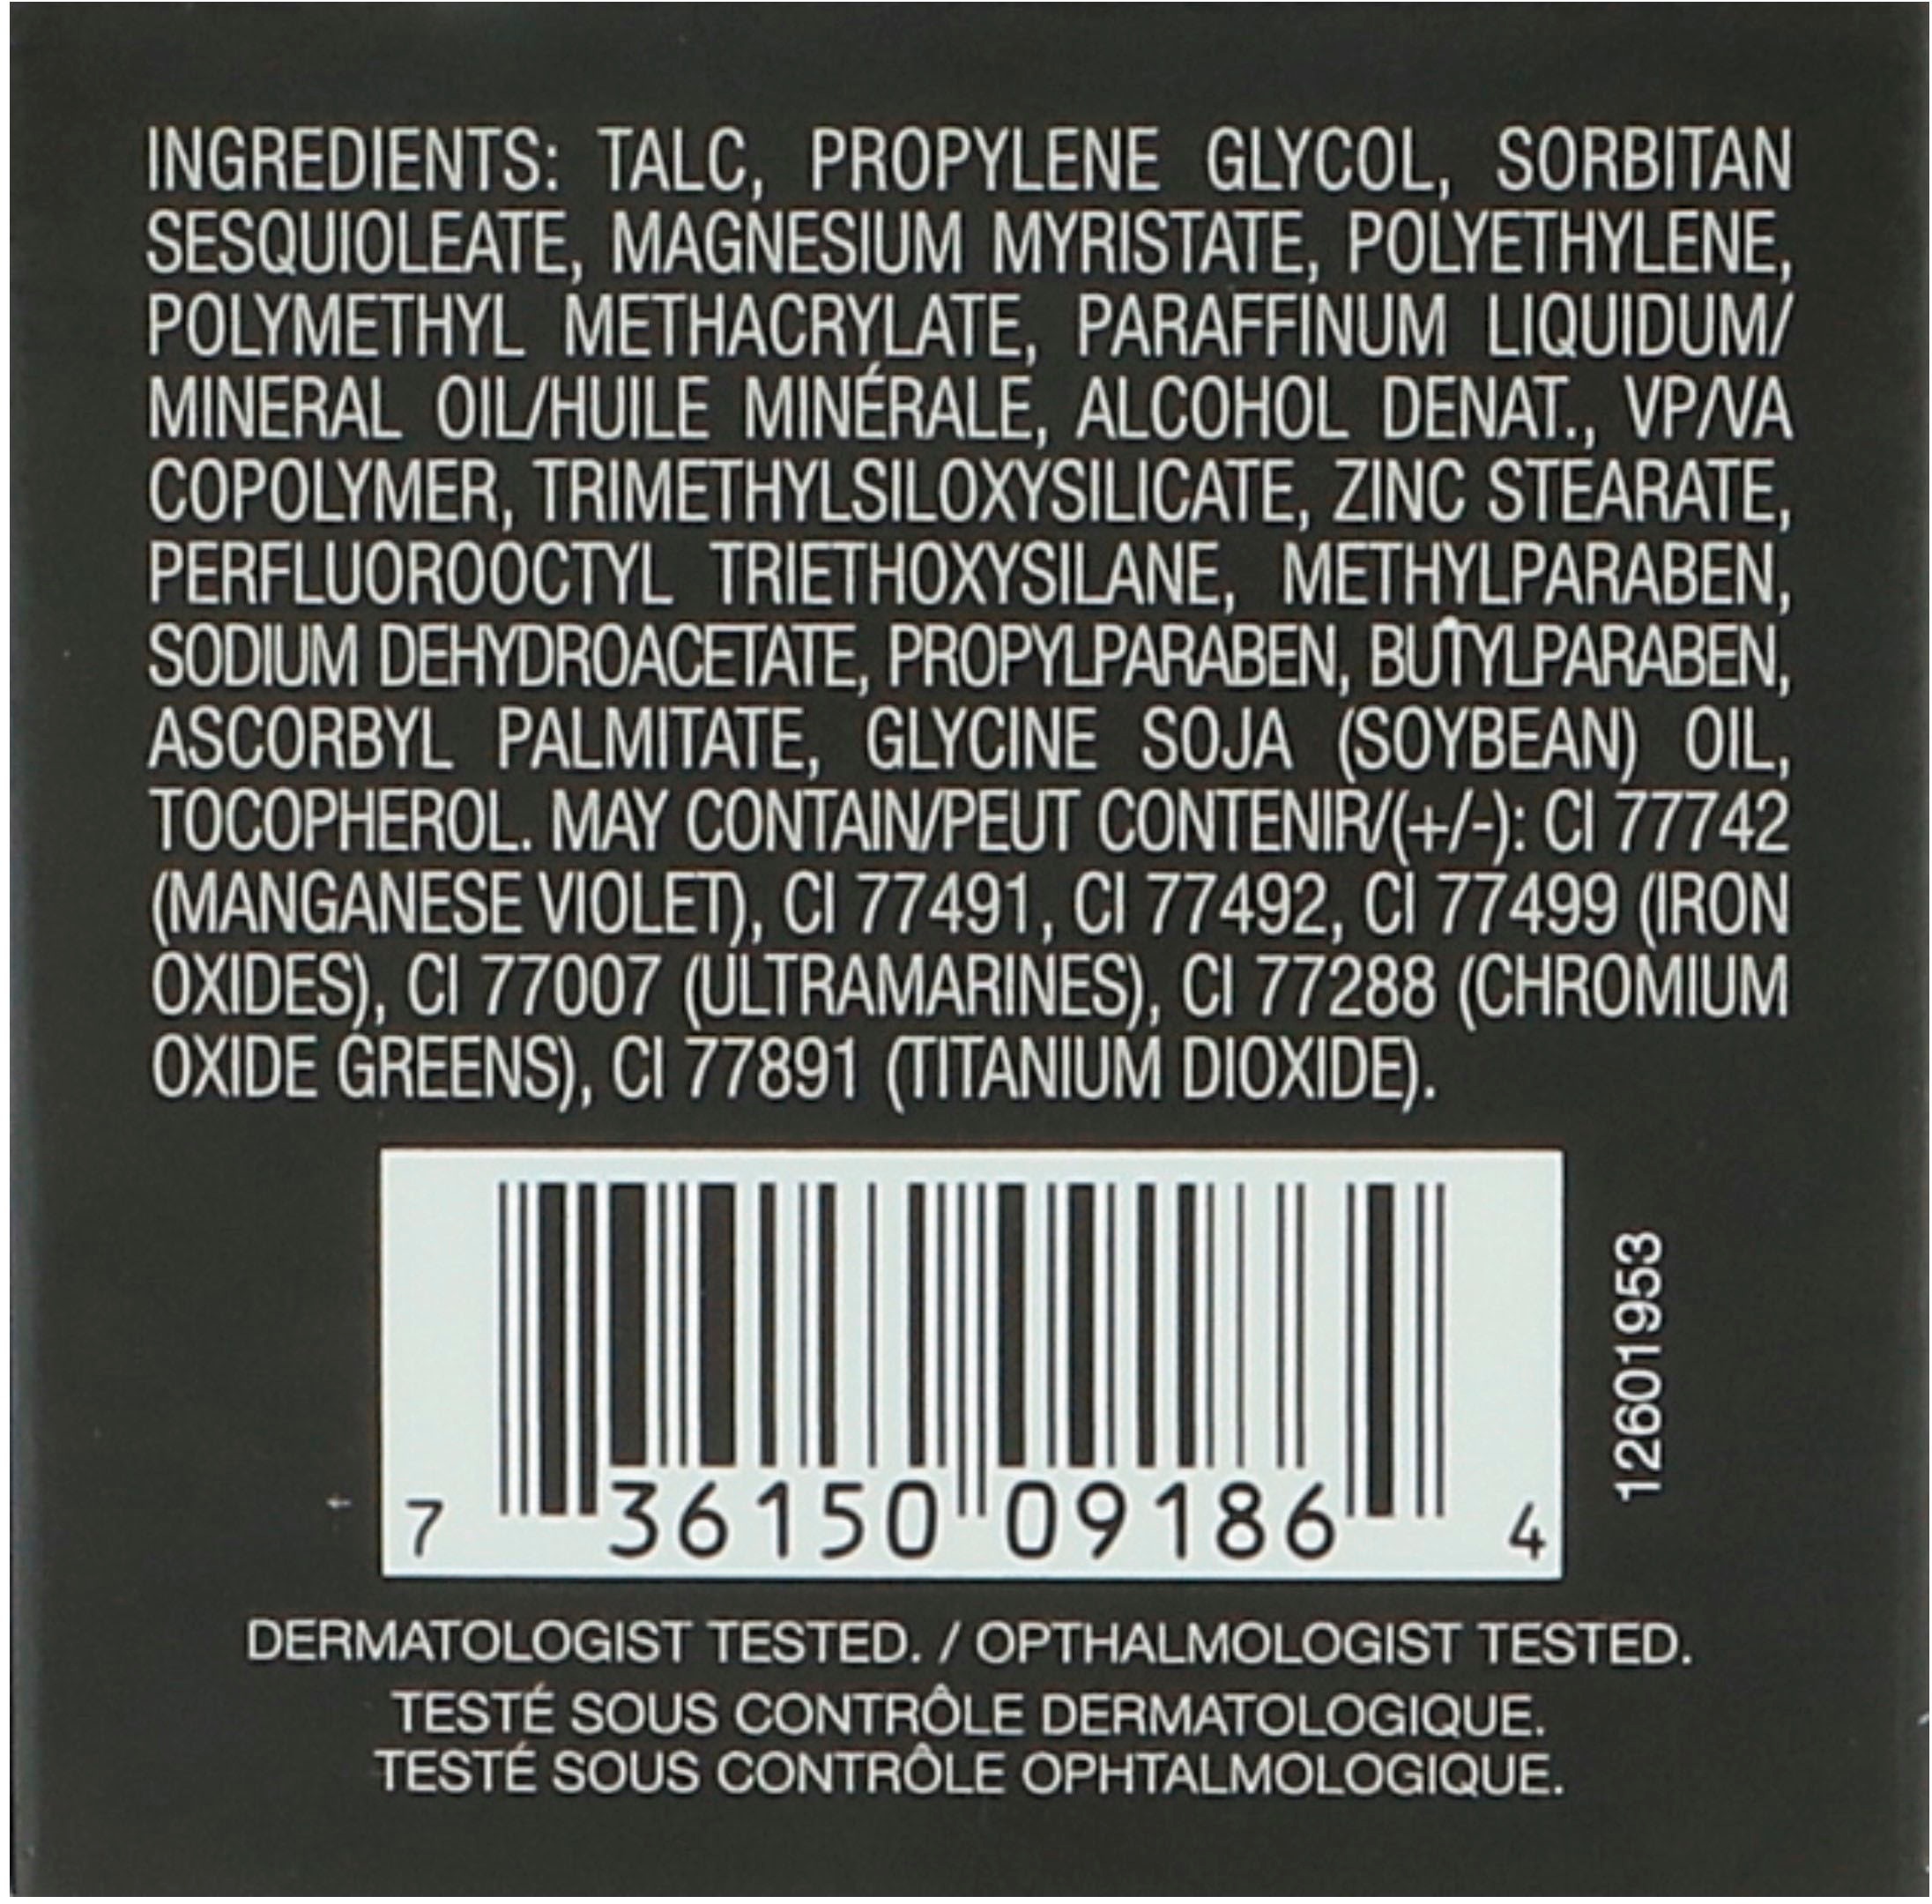 INGREDIENTS: TALC, PROPYLENE GLYCOL, SORBITAN
SESQUIOLEATE, MAGNESIUM MYRISTATE, POLYETHYLENE,
POLYMETHYL METHACRYLATE, PARAFFINUM LIQUIDUM/
MINERAL OIL/HUILE MINÉRALE, ALCOHOL DENAT., VP/VA
COPOLYMER, TRIMETHYLSILOXYSILICATE, ZINC STEARATE,
PERFLUOROOCTYL TRIETHOXYSILANE, METHYLPARABEN,
SODIUM DEHYDROACETATE, PROPYLPARABEN, BUTYLPARABEN,
ASCORBYL PALMITATE, GLYCINE SOJA (SOYBEAN) OIL,
TOCOPHEROL. MAY CONTAIN/PEUT CONTENIR/(+/-): CI 77742
(MANGANESE VIOLET), CI 77491, CI 77492, CI 77499 (IRON
OXIDES), CI 77007 (ULTRAMARINES), CI 77288 (CHROMIUM
OXIDE GREENS), CI 77891 (TITANIUM DIOXIDE).
7 36150 09186 4
12601953
DERMATOLOGIST TESTED. / OPTHALMOLOGIST TESTED.
TESTÉ SOUS CONTRÔLE DERMATOLOGIQUE.
TESTÉ SOUS CONTRÔLE OPHTALMOLOGIQUE.